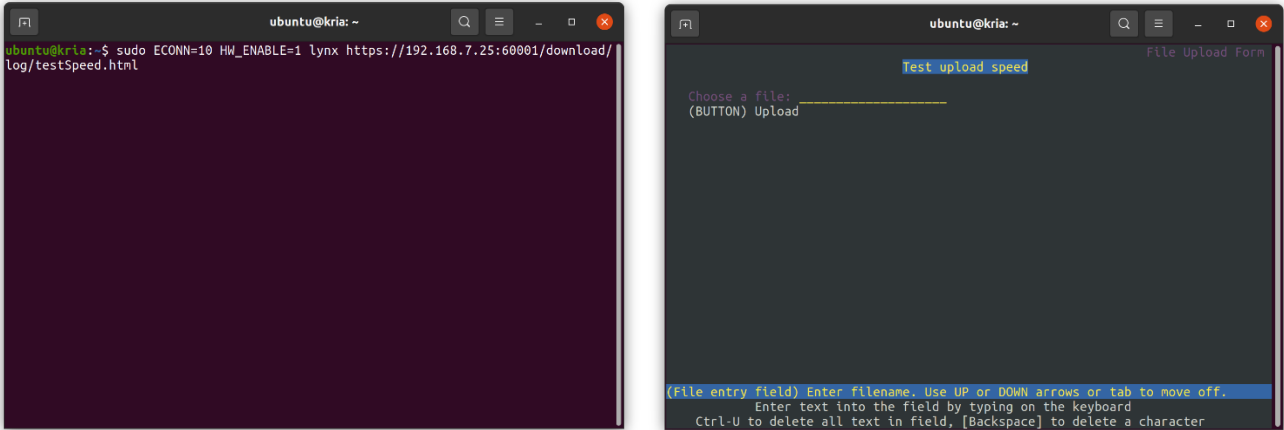 ubuntu@kria: ~
ubuntu@kria:~$ sudo ECONN=10 HW_ENABLE=1 lynx https://192.168.7.25:60001/download/
log/testSpeed.html
ubuntu@kria: ~
File Upload Form
Test upload speed
Choose a file: ____________________
(BUTTON) Upload
(File entry field) Enter filename. Use UP or DOWN arrows or tab to move off.
Enter text into the field by typing on the keyboard
Ctrl-U to delete all text in field, [Backspace] to delete a character